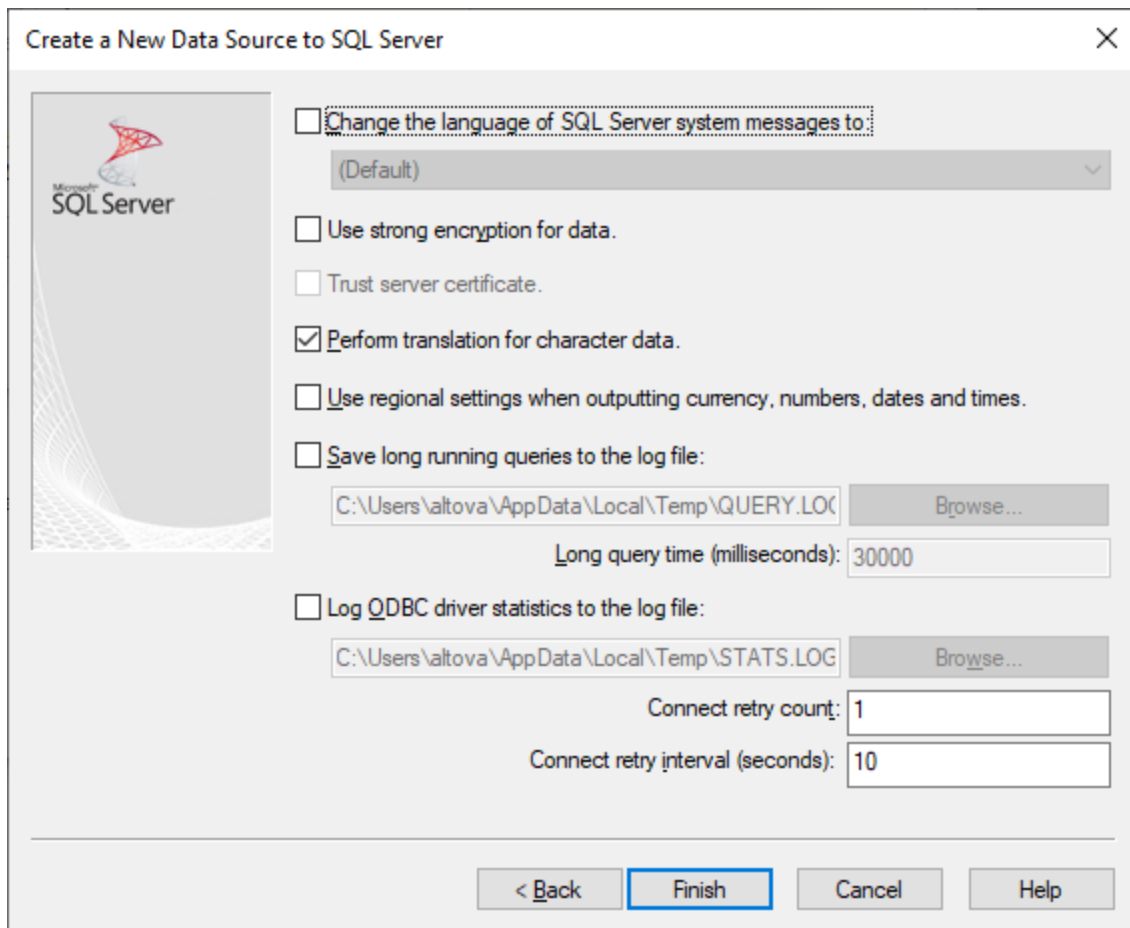 Create a New Data Source to SQL Server
Microsoft
SQL Server
Change the language of SQL Server system messages to:
(Default)
Use strong encryption for data.
Trust server certificate.
Perform translation for character data.
Use regional settings when outputting currency, numbers, dates and times.
Save long running queries to the log file:
C:\Users\altova\AppData\Local\Temp\QUERY.LOG Browse...
Long query time (milliseconds): 30000
Log ODBC driver statistics to the log file:
C:\Users\altova\AppData\Local\Temp\STATS.LOG Browse...
Connect retry count: 1
Connect retry interval (seconds): 10
< Back Finish Cancel Help